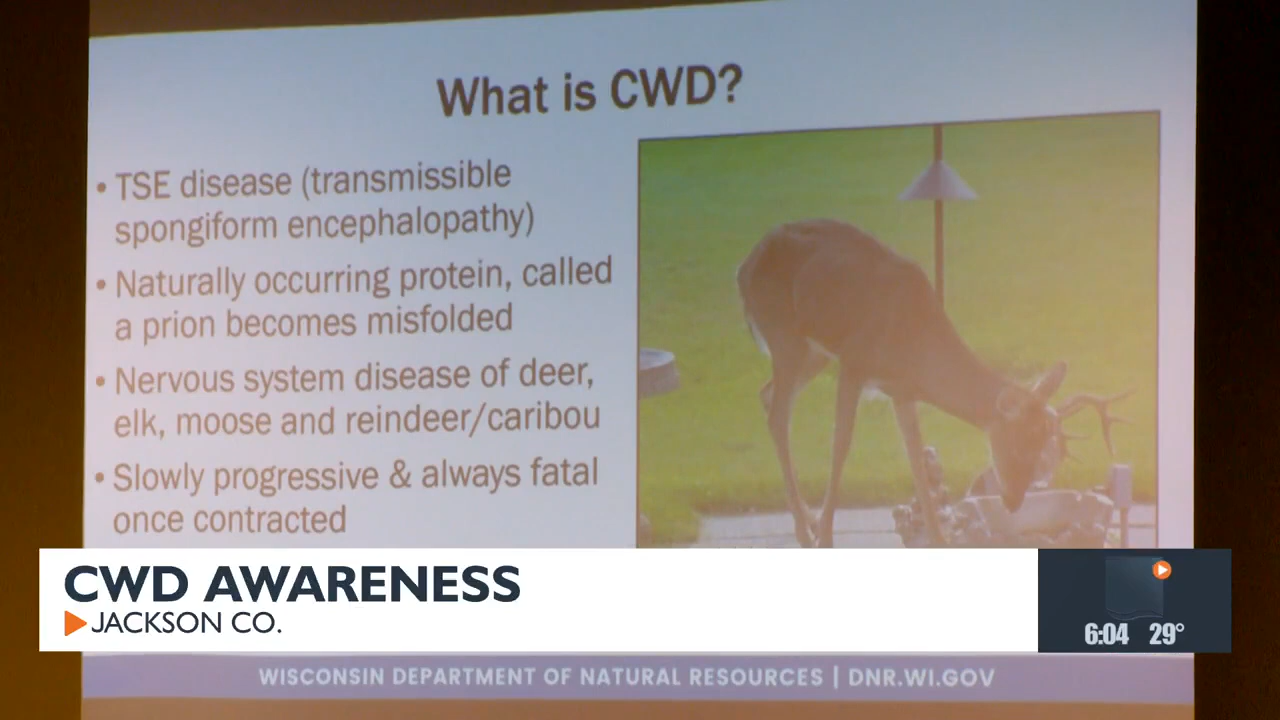 What is CWD?
• TSE disease (transmissible
spongiform encephalopathy)
• Naturally occurring protein, called
a prion becomes misfolded
• Nervous system disease of deer,
elk, moose and reindeer/caribou
• Slowly progressive & always fatal
once contracted
CWD AWARENESS
JACKSON CO.
6:04 29°
WISCONSIN DEPARTMENT OF NATURAL RESOURCES | DNR.WI.GOV